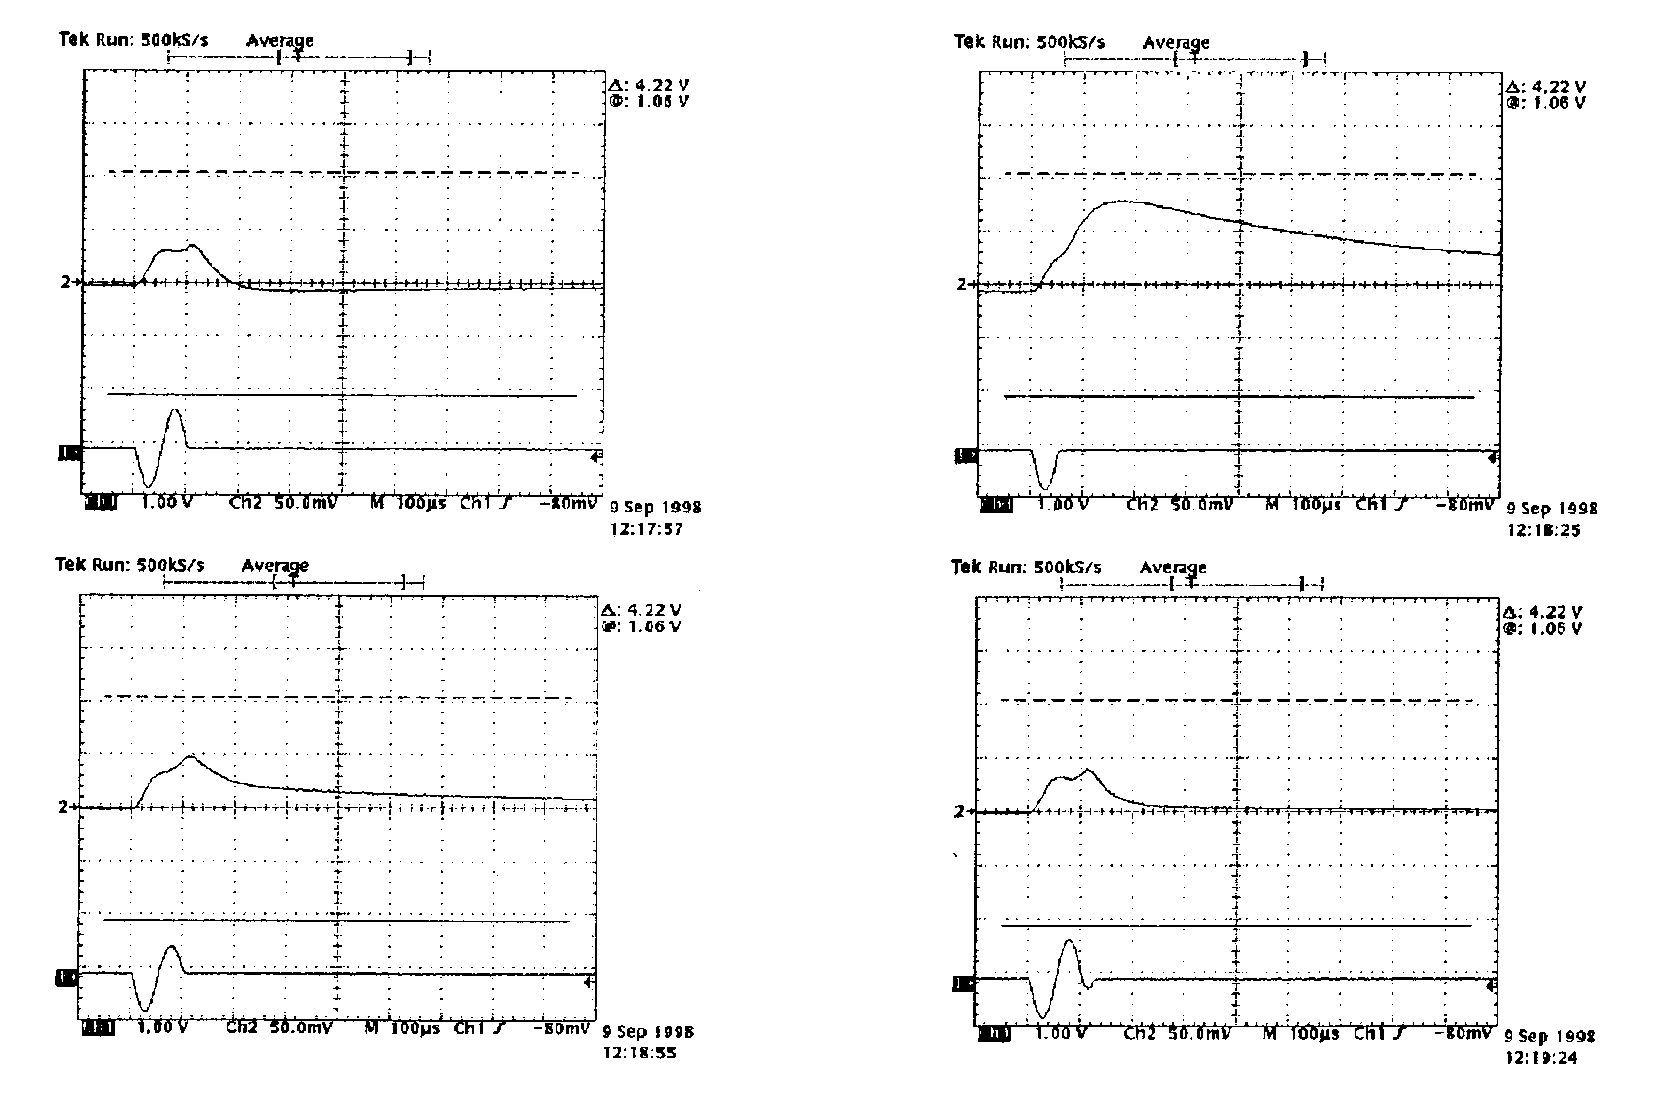 Tek Run: 500kS/s Average
Δ: 4.22 V
@: 1.06 V
2
1.00 V Ch2 50.0mV M 100µs Ch1 ƒ -80mV
9 Sep 1998
12:17:57
Tek Run: 500kS/s Average
Δ: 4.22 V
@: 1.06 V
2
1.00 V Ch2 50.0mV M 100µs Ch1 ƒ -80mV
9 Sep 1998
12:18:25
Tek Run: 500kS/s Average
Δ: 4.22 V
@: 1.06 V
2
1.00 V Ch2 50.0mV M 100µs Ch1 ƒ -80mV
9 Sep 1998
12:18:55
Tek Run: 500kS/s Average
Δ: 4.22 V
@: 1.06 V
2
1.00 V Ch2 50.0mV M 100µs Ch1 ƒ -80mV
9 Sep 1998
12:19:24